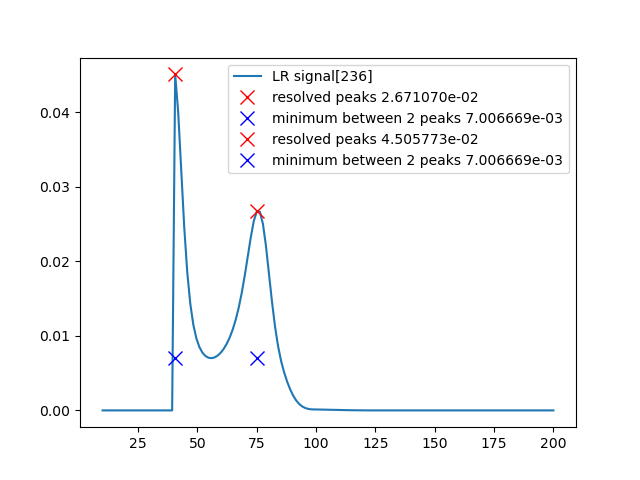 LR signal[236]
resolved peaks 2.671070e-02
minimum between 2 peaks 7.006669e-03
resolved peaks 4.505773e-02
minimum between 2 peaks 7.006669e-03
0.04
0.03
0.02
0.01
0.00
25 50 75 100 125 150 175 200